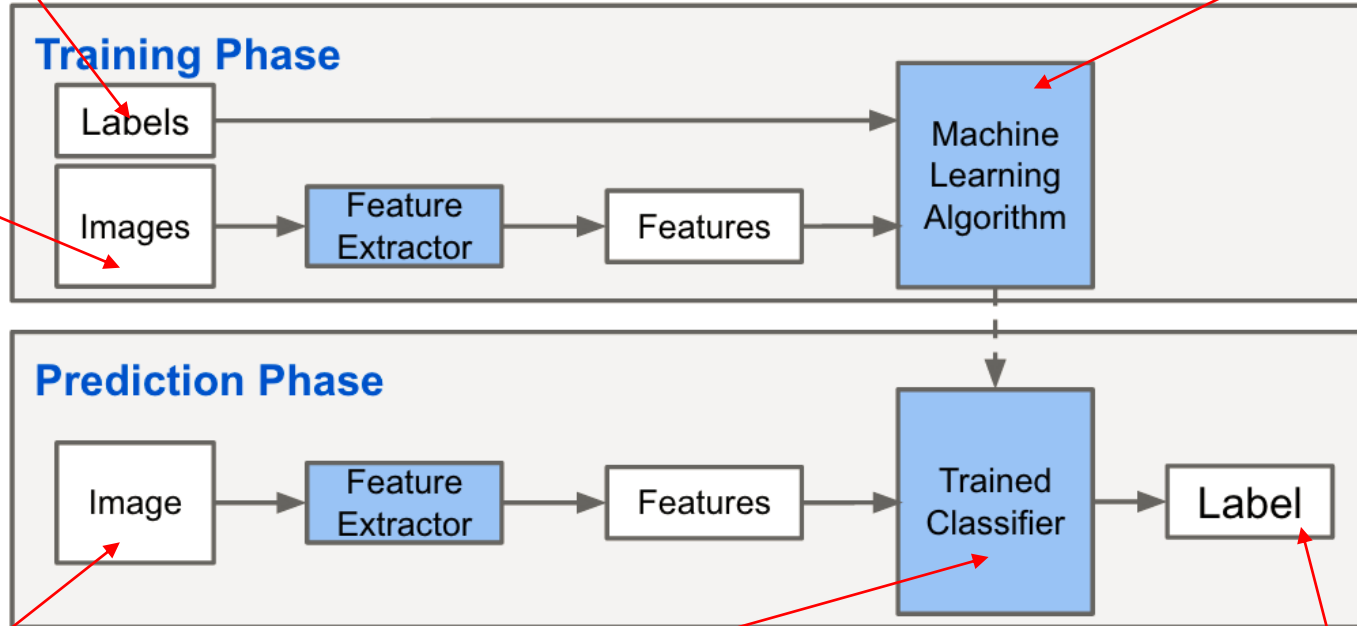 Training Phase
Labels
Images
Feature
Extractor
Features
Machine
Learning
Algorithm
Prediction Phase
Image
Feature
Extractor
Features
Trained
Classifier
Label